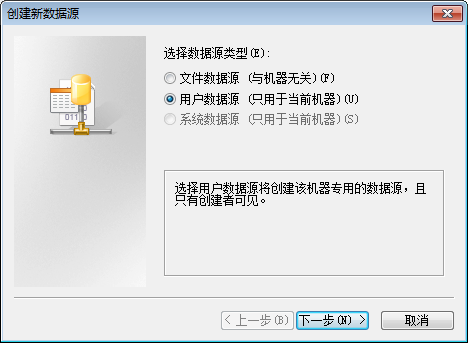 创建新数据源
选择数据源类型(E):
文件数据源 (与机器无关)(F)
用户数据源 (只用于当前机器)(U)
系统数据源 (只用于当前机器)(S)
选择用户数据源将创建该机器专用的数据源，且
只有创建者可见。
< 上一步(B) 下一步(N) > 取消